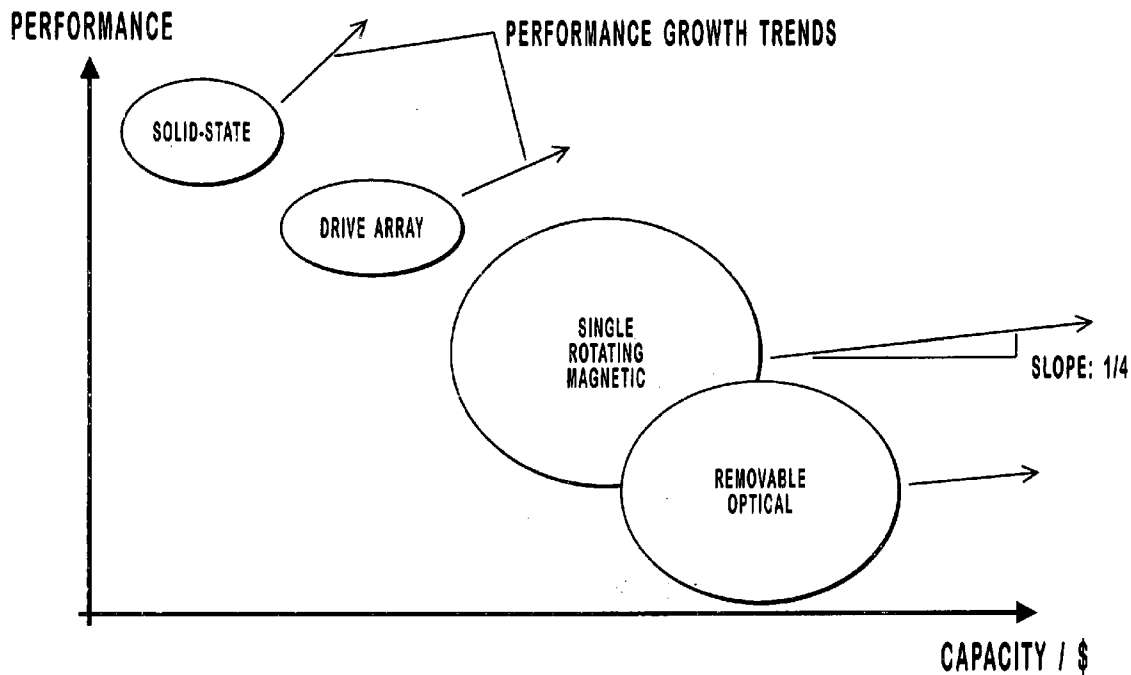 PERFORMANCE
PERFORMANCE GROWTH TRENDS
SOLID-STATE
DRIVE ARRAY
SINGLE
ROTATING
MAGNETIC
SLOPE: 1/4
REMOVABLE
OPTICAL
CAPACITY / $